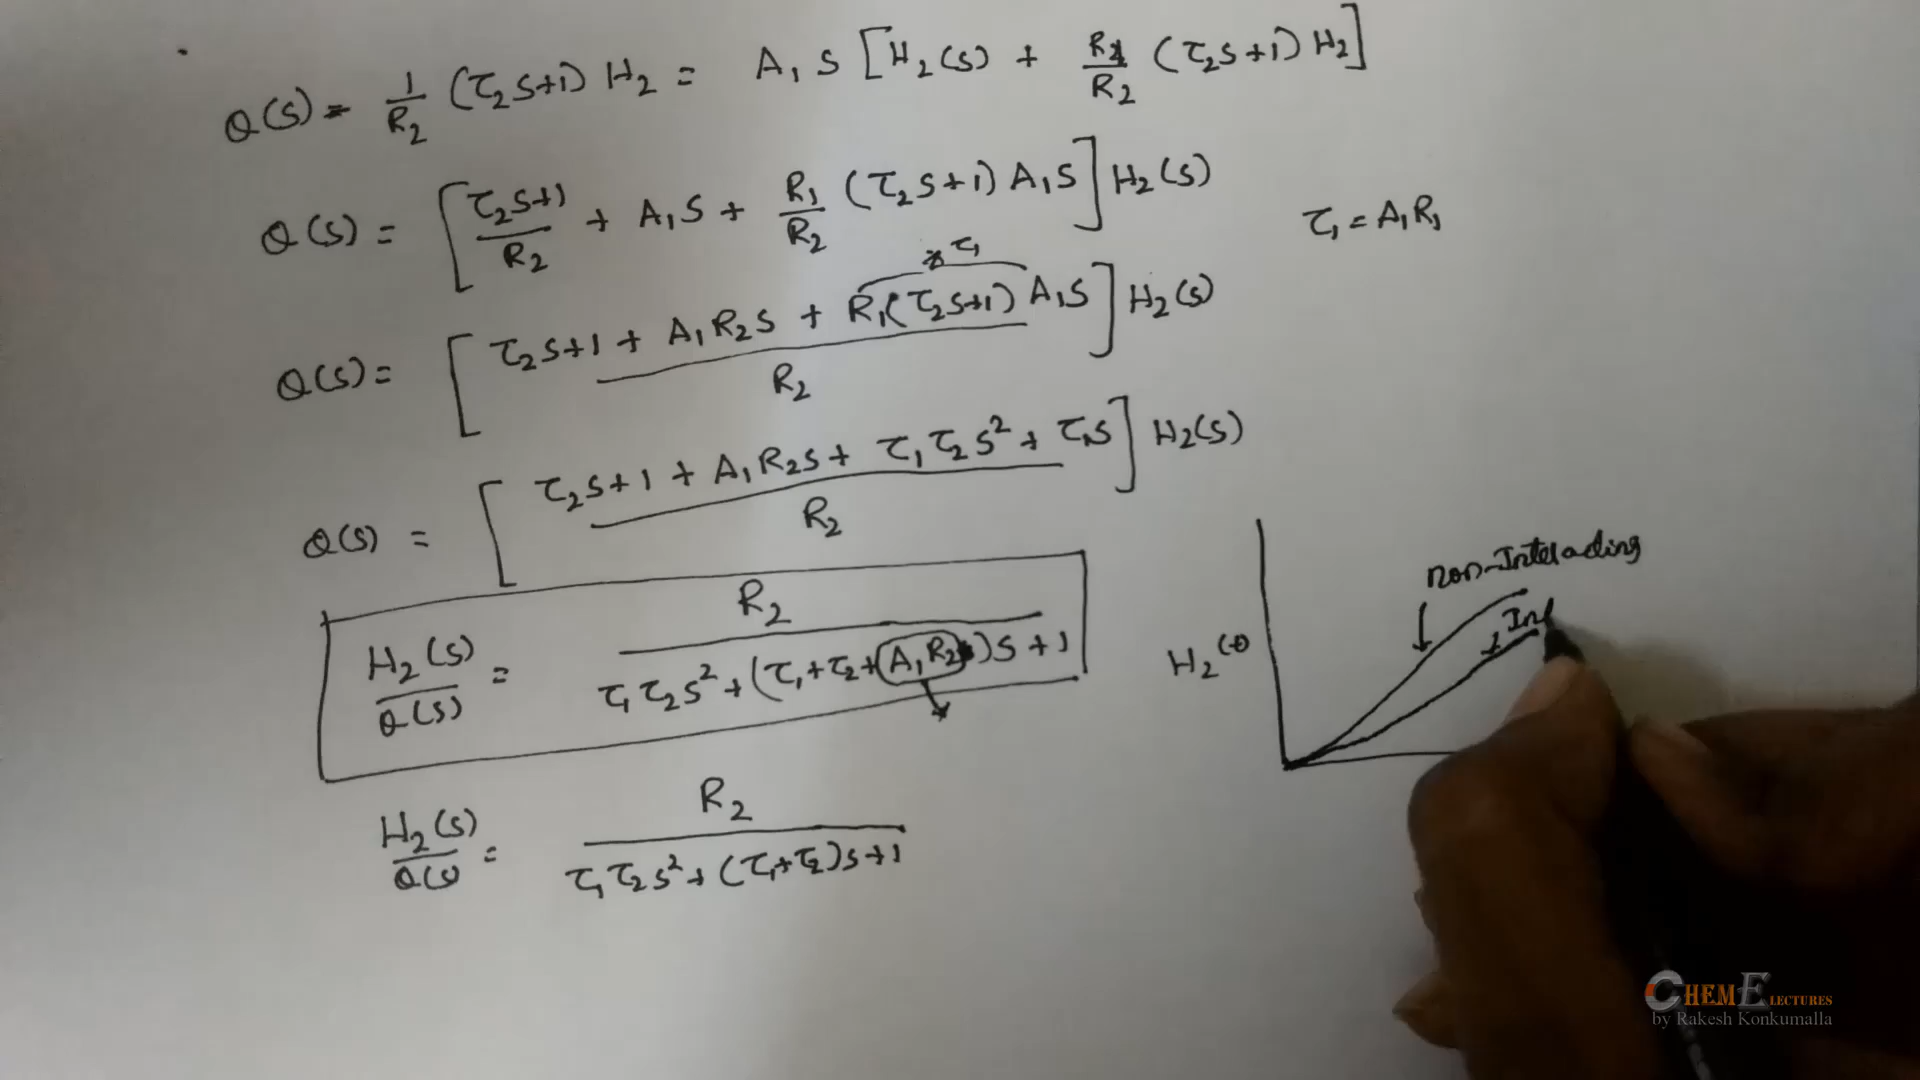 Q(s) - 1/R₂ (τ₂s+1) H₂ = A₁ s [H₂(s) + R₁/R₂ (τ₂s+1) H₂]
Q(s) = [τ₂s+1/R₂ + A₁s + R₁/R₂ (τ₂s+1) A₁s] H₂(s)
τ₁ = A₁R₁
τ₁
Q(s) = [τ₂s+1 + A₁R₂s + R₁(τ₂s+1) A₁s / R₂] H₂(s)
Q(s) = [τ₂s+1 + A₁R₂s + τ₁τ₂s² + τ₁s / R₂] H₂(s)
H₂(s)/Q(s) = R₂ / τ₁τ₂s² + (τ₁+τ₂+A₁R₂)s+1
Non-Interacting
Int
H₂(t)
H₂(s)/Q(s) = R₂ / τ₁τ₂s² + (τ₁+τ₂)s+1
CHEME LECTURES
by Rakesh Konkumalla